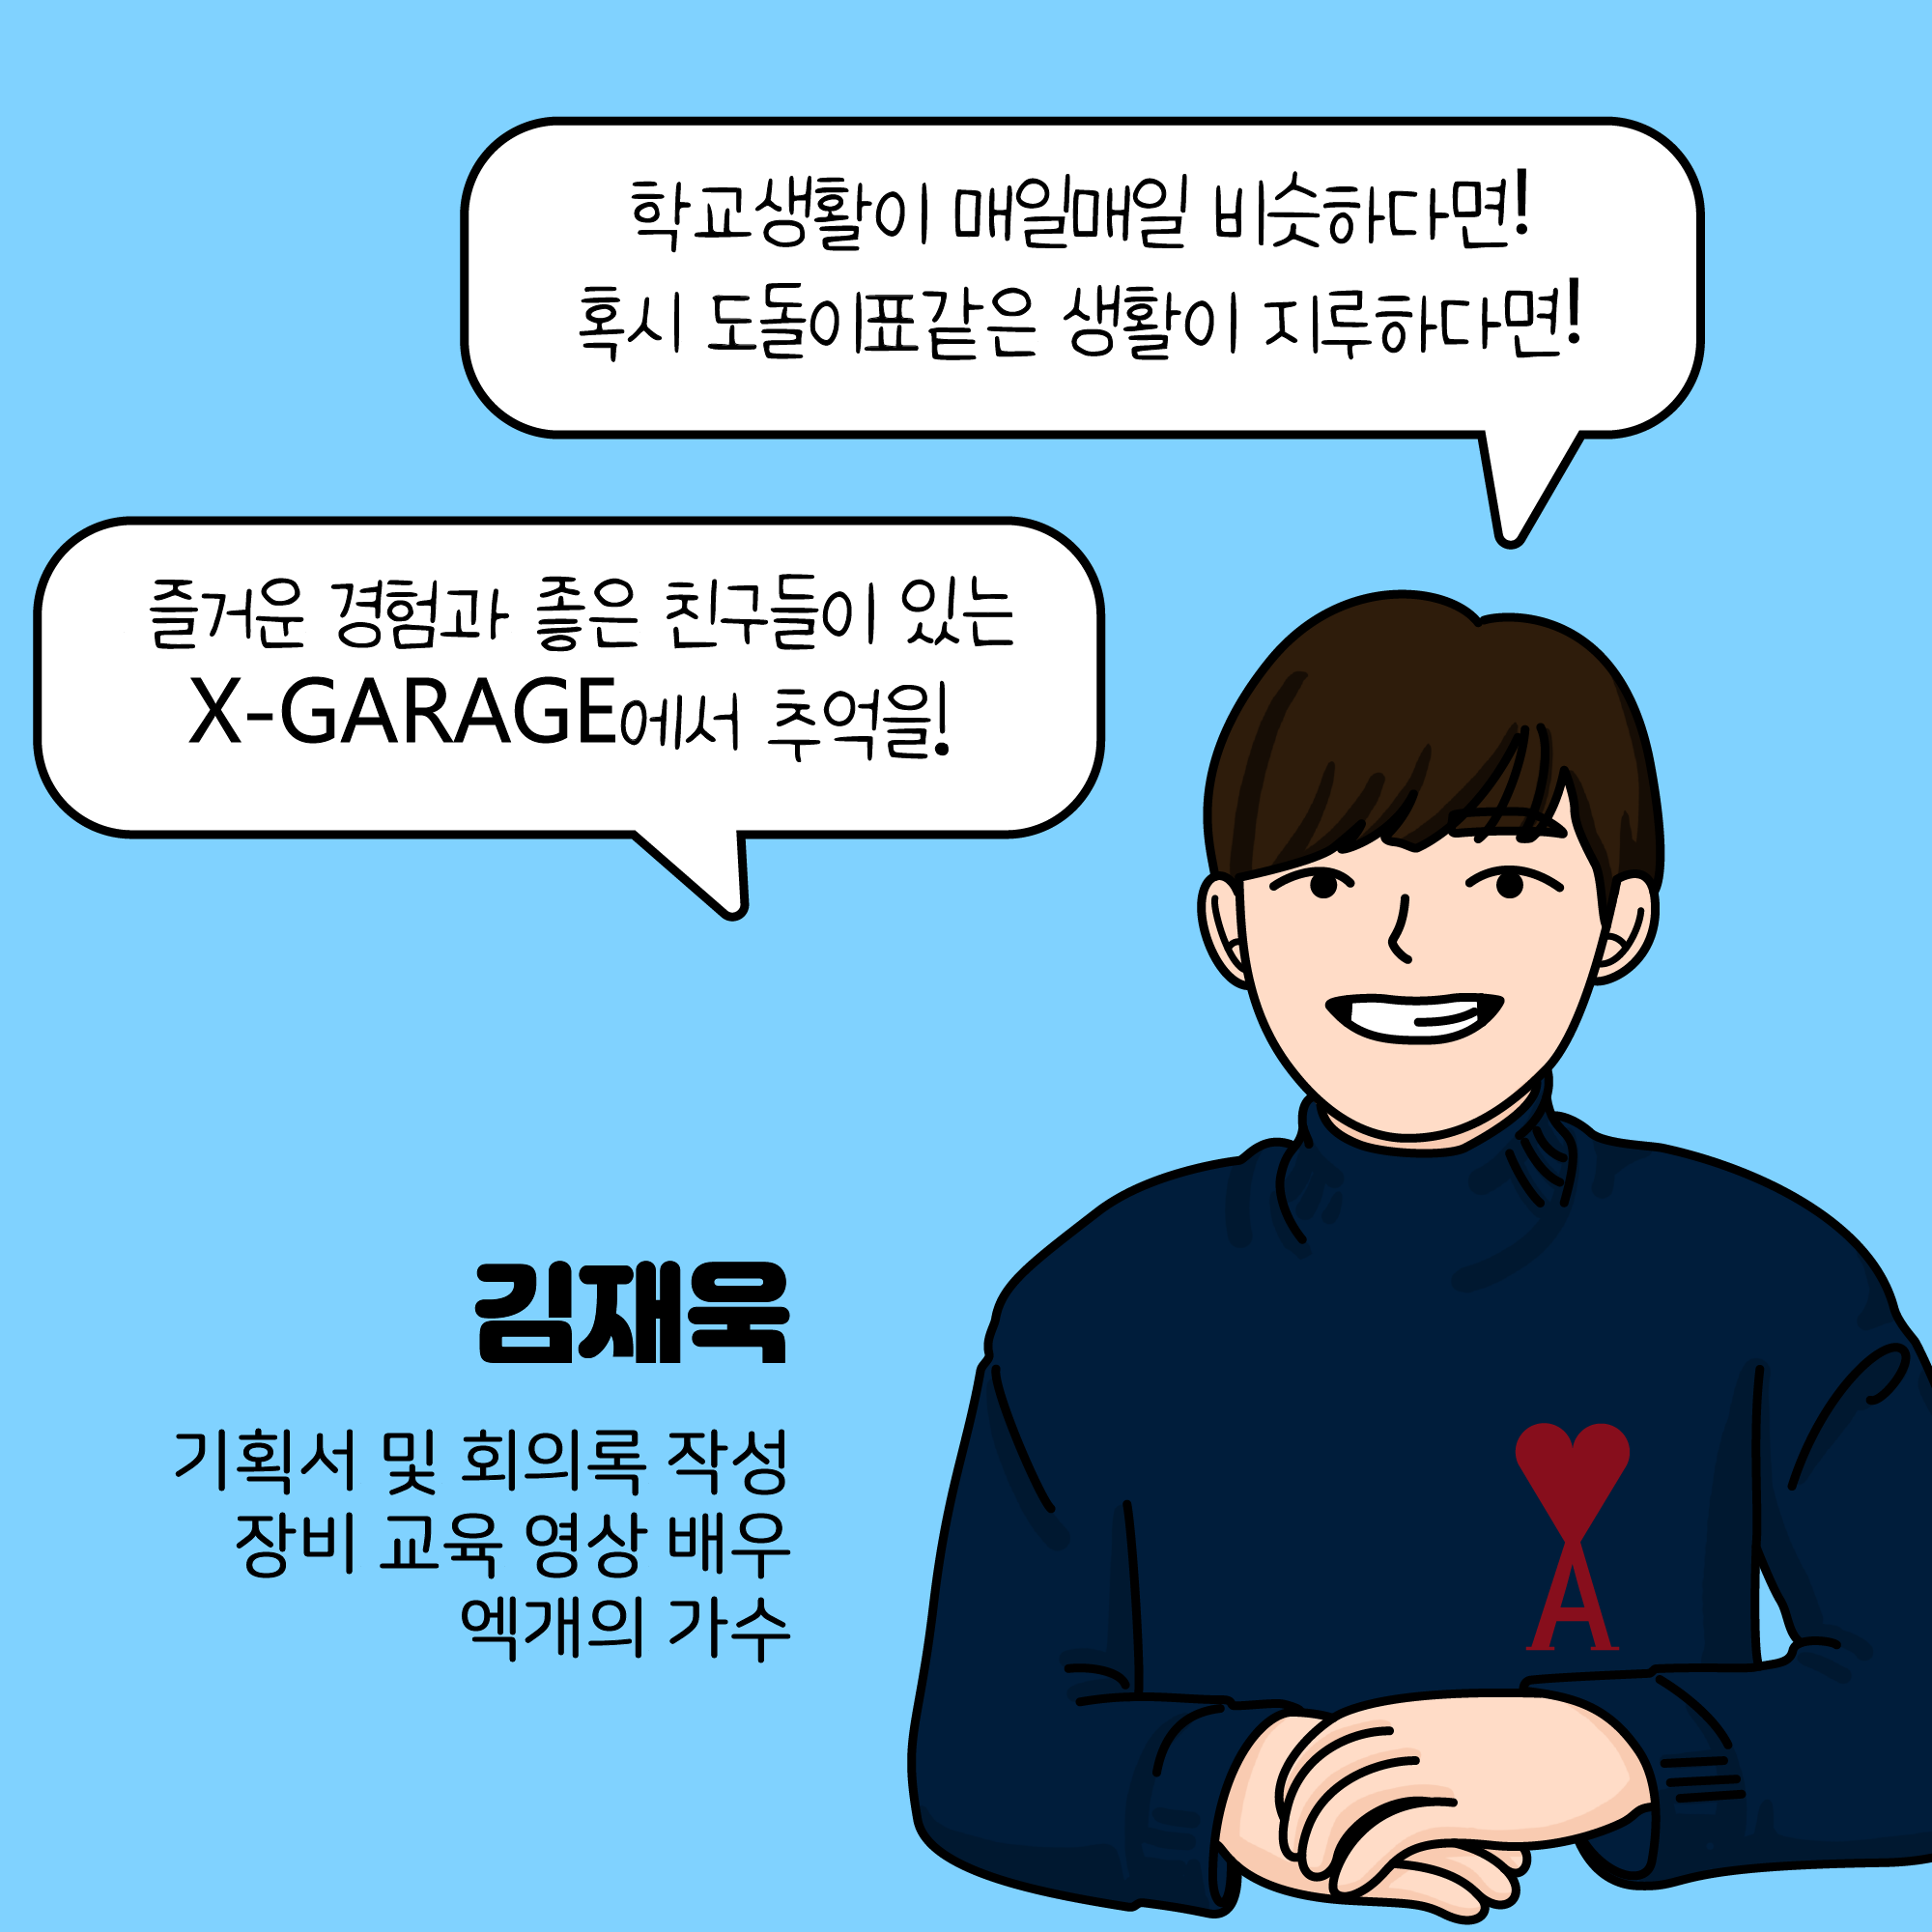 학교생활이 매일매일 비슷하다면!
혹시 도돌이표같은 생활이 지루하다면!
즐거운 경험과 좋은 친구들이 있는
X-GARAGE에서 추억을!
김재욱
기획서 및 회의록 작성
장비 교육 영상 배우
엑개의 가수
A